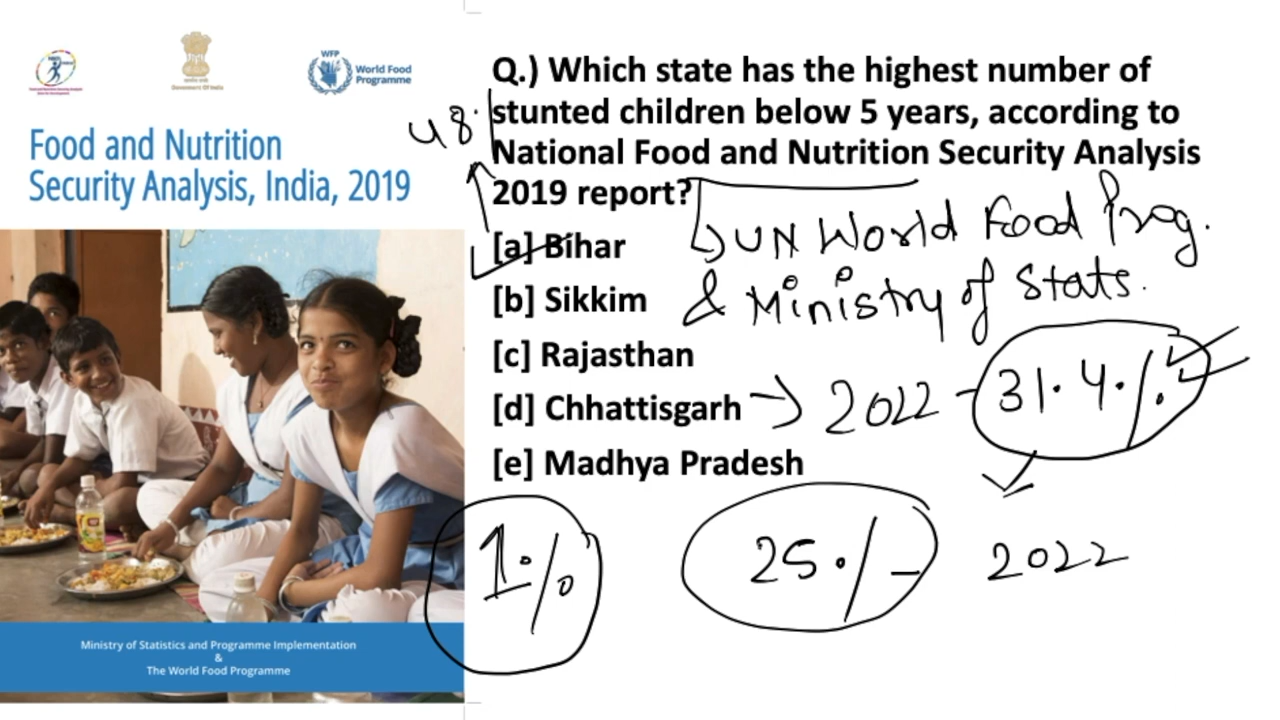 Government Of India
WFP
World Food
Programme
Food and Nutrition
Security Analysis, India, 2019
Ministry of Statistics and Programme Implementation
&
The World Food Programme
Q.) Which state has the highest number of
stunted children below 5 years, according to
National Food and Nutrition Security Analysis
2019 report?
[a] Bihar
[b] Sikkim
[c] Rajasthan
[d] Chhattisgarh
[e] Madhya Pradesh
48.
UN World Food Prog.
& Ministry of Stats.
2022 - 31.4%
1%
25%
2022